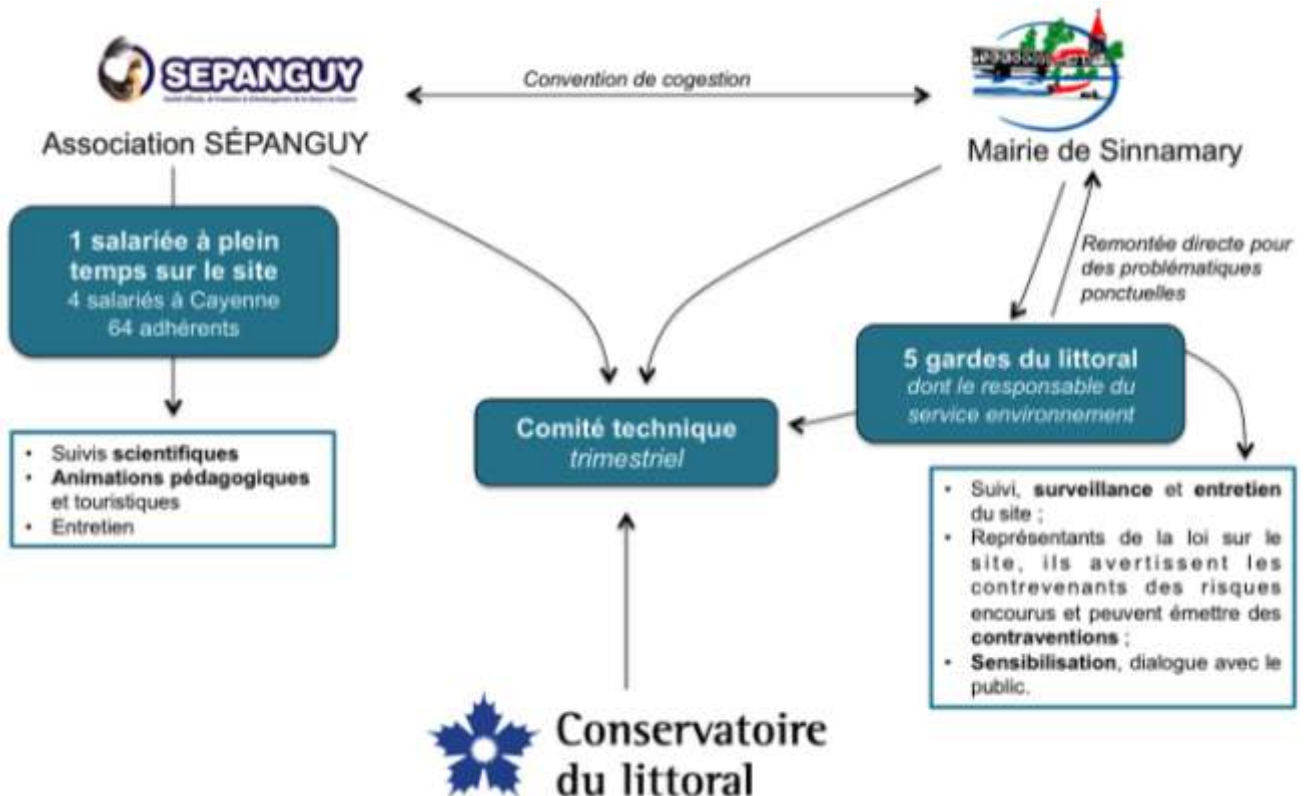 SEPANGUY
Convention de cogestion
Association SÉPANGUY
Mairie de Sinnamary
1 salariée à plein
temps sur le site
4 salariés à Cayenne
64 adhérents
Remontée directe pour
des problématiques
ponctuelles
5 gardes du littoral
dont le responsable du
service environnement
Comité technique
trimestriel
• Suivis scientifiques
• Animations pédagogiques
et touristiques
• Entretien
• Suivi, surveillance et entretien
du site ;
• Représentants de la loi sur le
site, ils avertissent les
contrevenants des risques
encourus et peuvent émettre des
contraventions ;
• Sensibilisation, dialogue avec le
public.
Conservatoire
du littoral